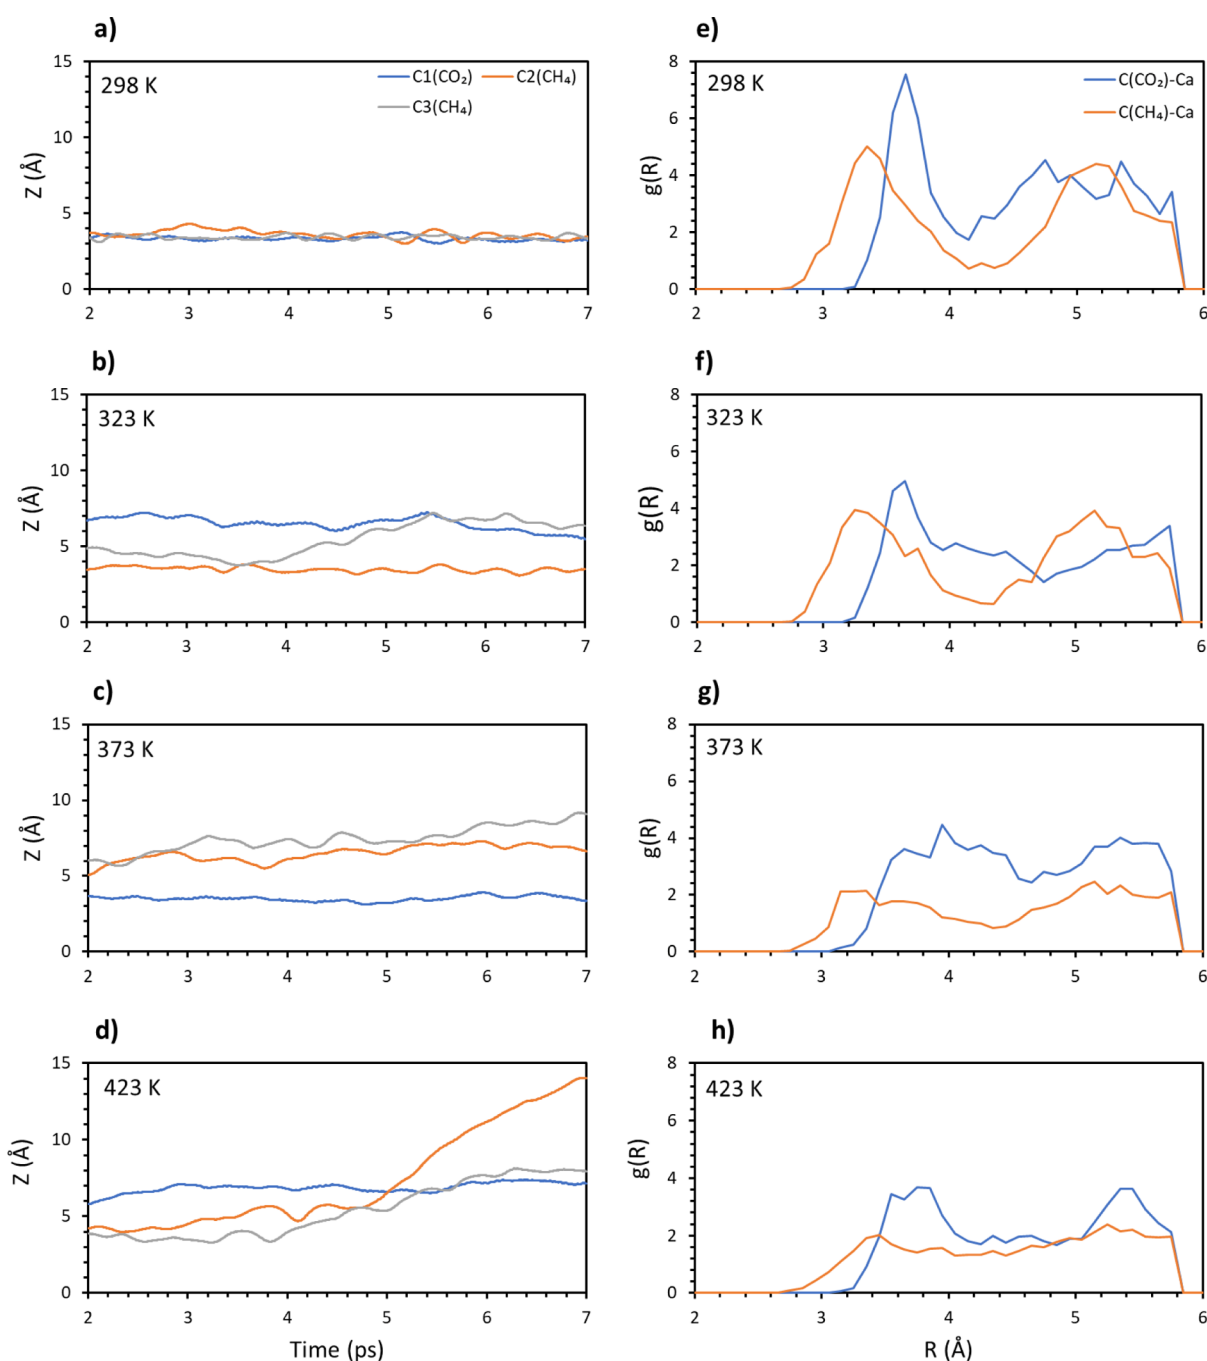 a)
15
10
5
0
Z (Å)
298 K
C1(CO₂) C2(CH₄)
C3(CH₄)
2 3 4 5 6 7
e)
8
6
4
2
0
g(R)
298 K
C(CO₂)-Ca
C(CH₄)-Ca
2 3 4 5 6
b)
15
10
5
0
Z (Å)
323 K
2 3 4 5 6 7
f)
8
6
4
2
0
g(R)
323 K
2 3 4 5 6
c)
15
10
5
0
Z (Å)
373 K
2 3 4 5 6 7
g)
8
6
4
2
0
g(R)
373 K
2 3 4 5 6
d)
15
10
5
0
Z (Å)
423 K
2 3 4 5 6 7
Time (ps)
h)
8
6
4
2
0
g(R)
423 K
2 3 4 5 6
R (Å)